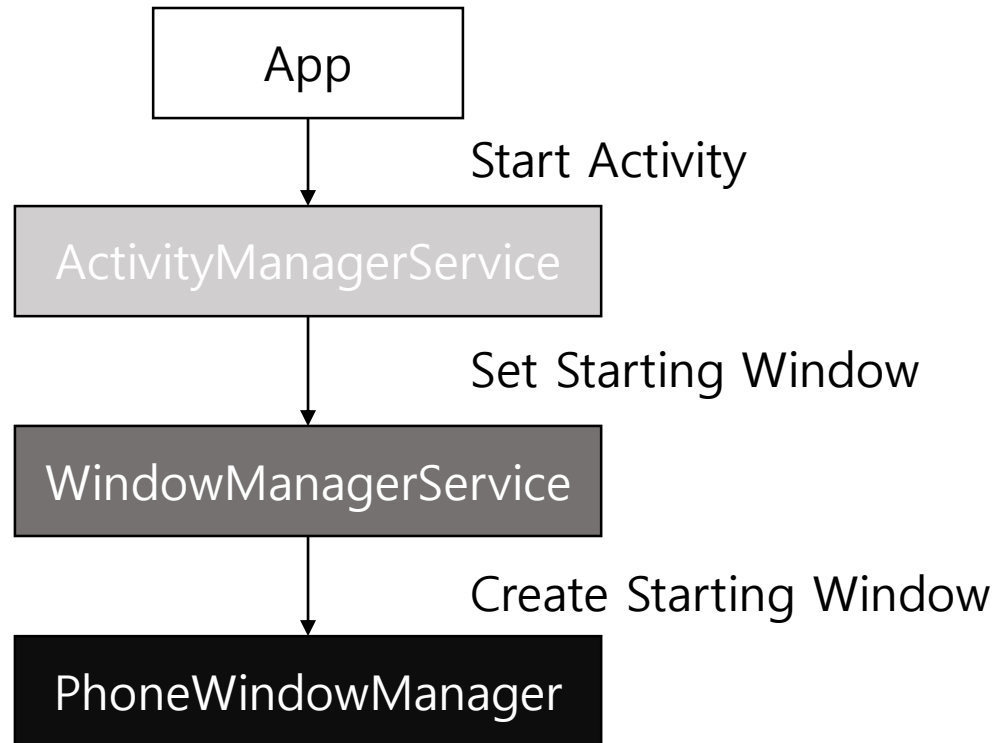 App
Start Activity
ActivityManagerService
Set Starting Window
WindowManagerService
Create Starting Window
PhoneWindowManager